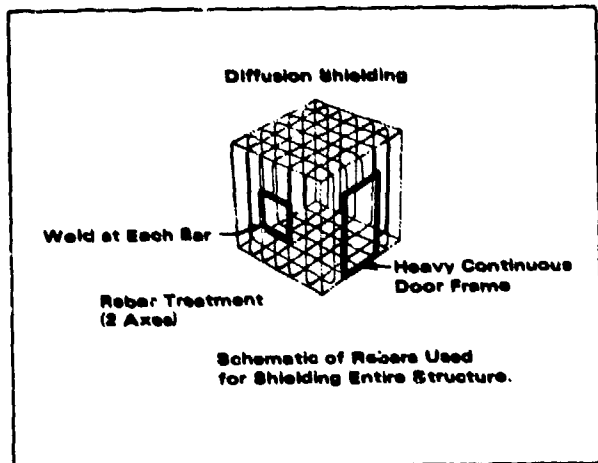 Diffusion Shielding
Weld at Each Bar
Heavy Continuous
Door Frame
Rebar Treatment
(2 Axes)
Schematic of Rebars Used
for Shielding Entire Structure.